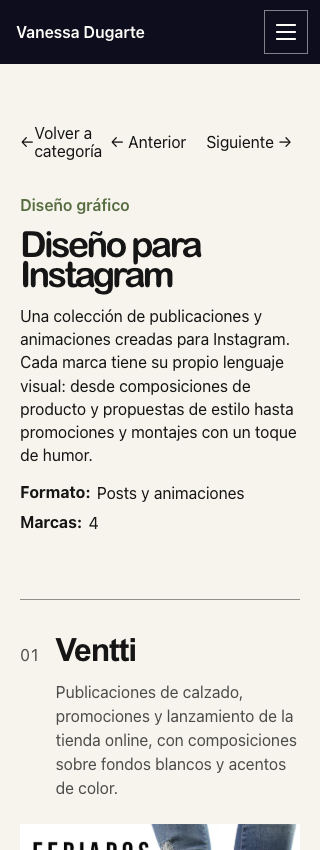 Vanessa Dugarte
← Volver a
categoría
← Anterior
Siguiente →
Diseño gráfico
Diseño para
Instagram
Una colección de publicaciones y
animaciones creadas para Instagram.
Cada marca tiene su propio lenguaje
visual: desde composiciones de
producto y propuestas de estilo hasta
promociones y montajes con un toque
de humor.
Formato: Posts y animaciones
Marcas: 4
01 Ventti
Publicaciones de calzado,
promociones y lanzamiento de la
tienda online, con composiciones
sobre fondos blancos y acentos
de color.
FERIADOS